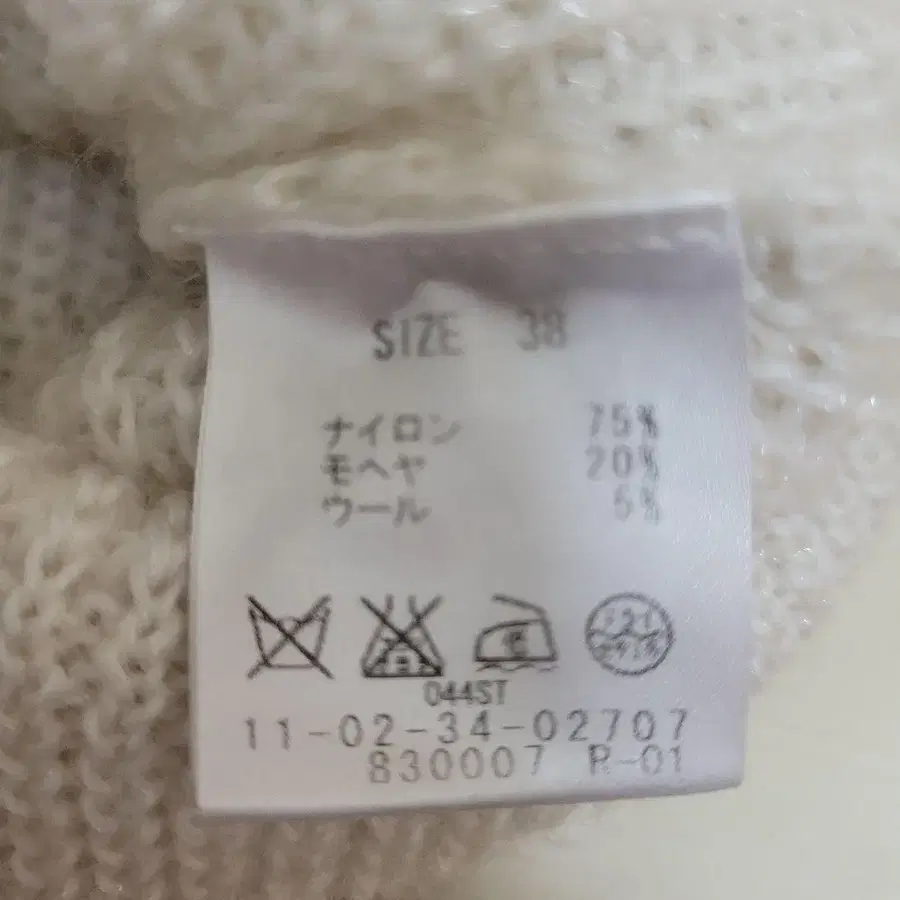 SIZE 38
ナイロン 75%
モヘヤ 20%
ウール 5%
044ST
11-02-34-02707
830007 R-01